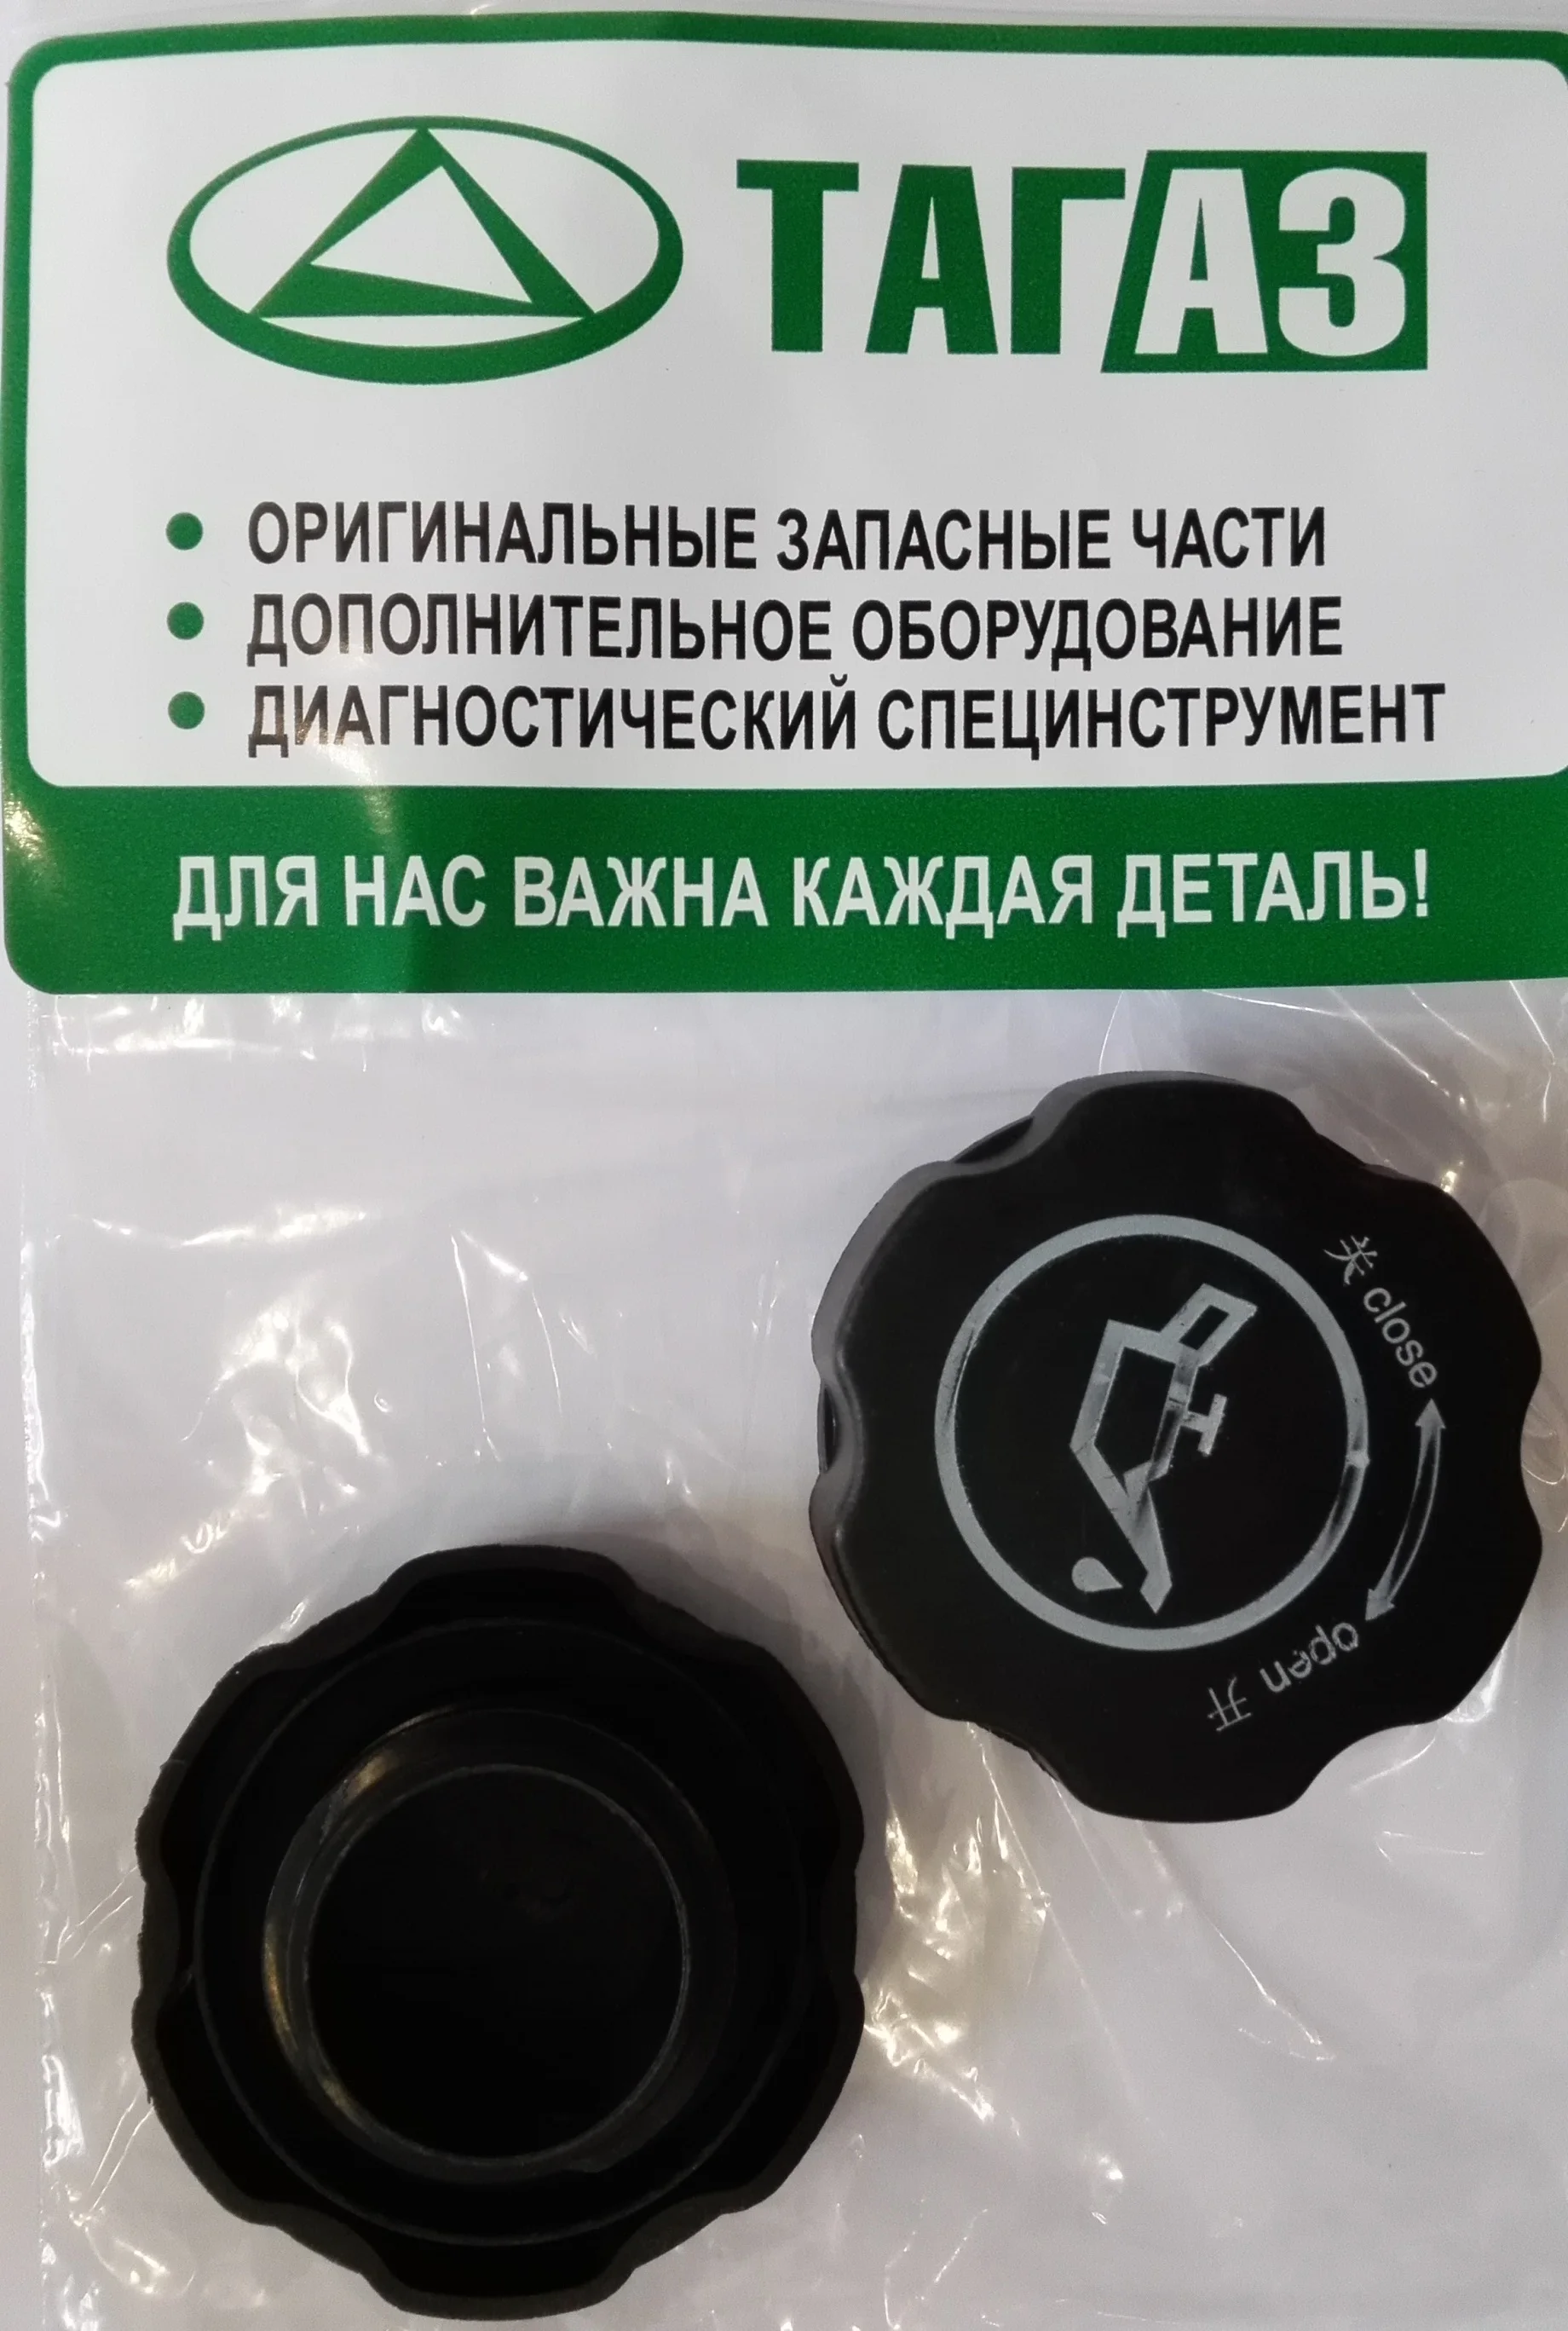 ТАГАЗ
ОРИГИНАЛЬНЫЕ ЗАПАСНЫЕ ЧАСТИ
ДОПОЛНИТЕЛЬНОЕ ОБОРУДОВАНИЕ
ДИАГНОСТИЧЕСКИЙ СПЕЦИНСТРУМЕНТ
ДЛЯ НАС ВАЖНА КАЖДАЯ ДЕТАЛЬ!
关 close
open 开